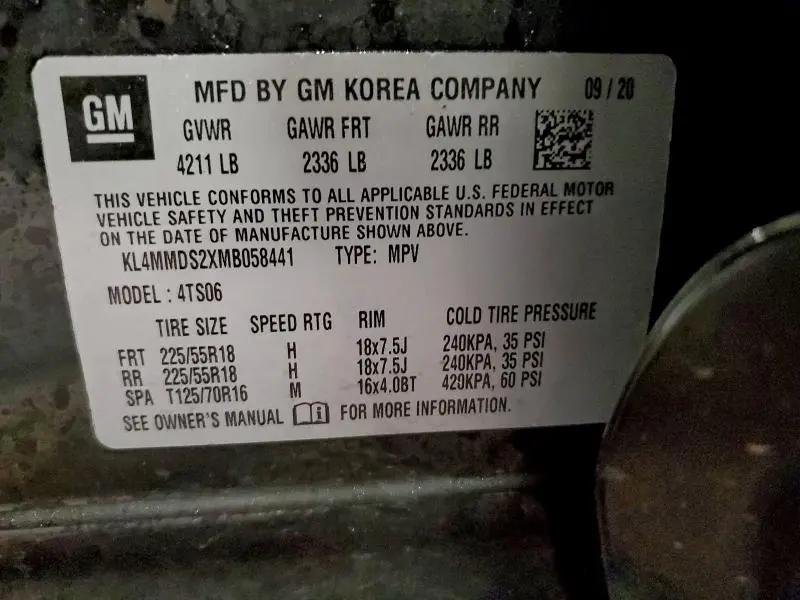 GM
MFD BY GM KOREA COMPANY 09 / 20
GVWR GAWR FRT GAWR RR
4211 LB 2336 LB 2336 LB
THIS VEHICLE CONFORMS TO ALL APPLICABLE U.S. FEDERAL MOTOR
VEHICLE SAFETY AND THEFT PREVENTION STANDARDS IN EFFECT
ON THE DATE OF MANUFACTURE SHOWN ABOVE.
KL4MMDS2XMB058441 TYPE: MPV
MODEL : 4TS06
TIRE SIZE SPEED RTG RIM COLD TIRE PRESSURE
FRT 225/55R18 H 18x7.5J 240KPA, 35 PSI
RR 225/55R18 H 18x7.5J 240KPA, 35 PSI
SPA T125/70R16 M 16x4.0BT 420KPA, 60 PSI
SEE OWNER'S MANUAL FOR MORE INFORMATION.